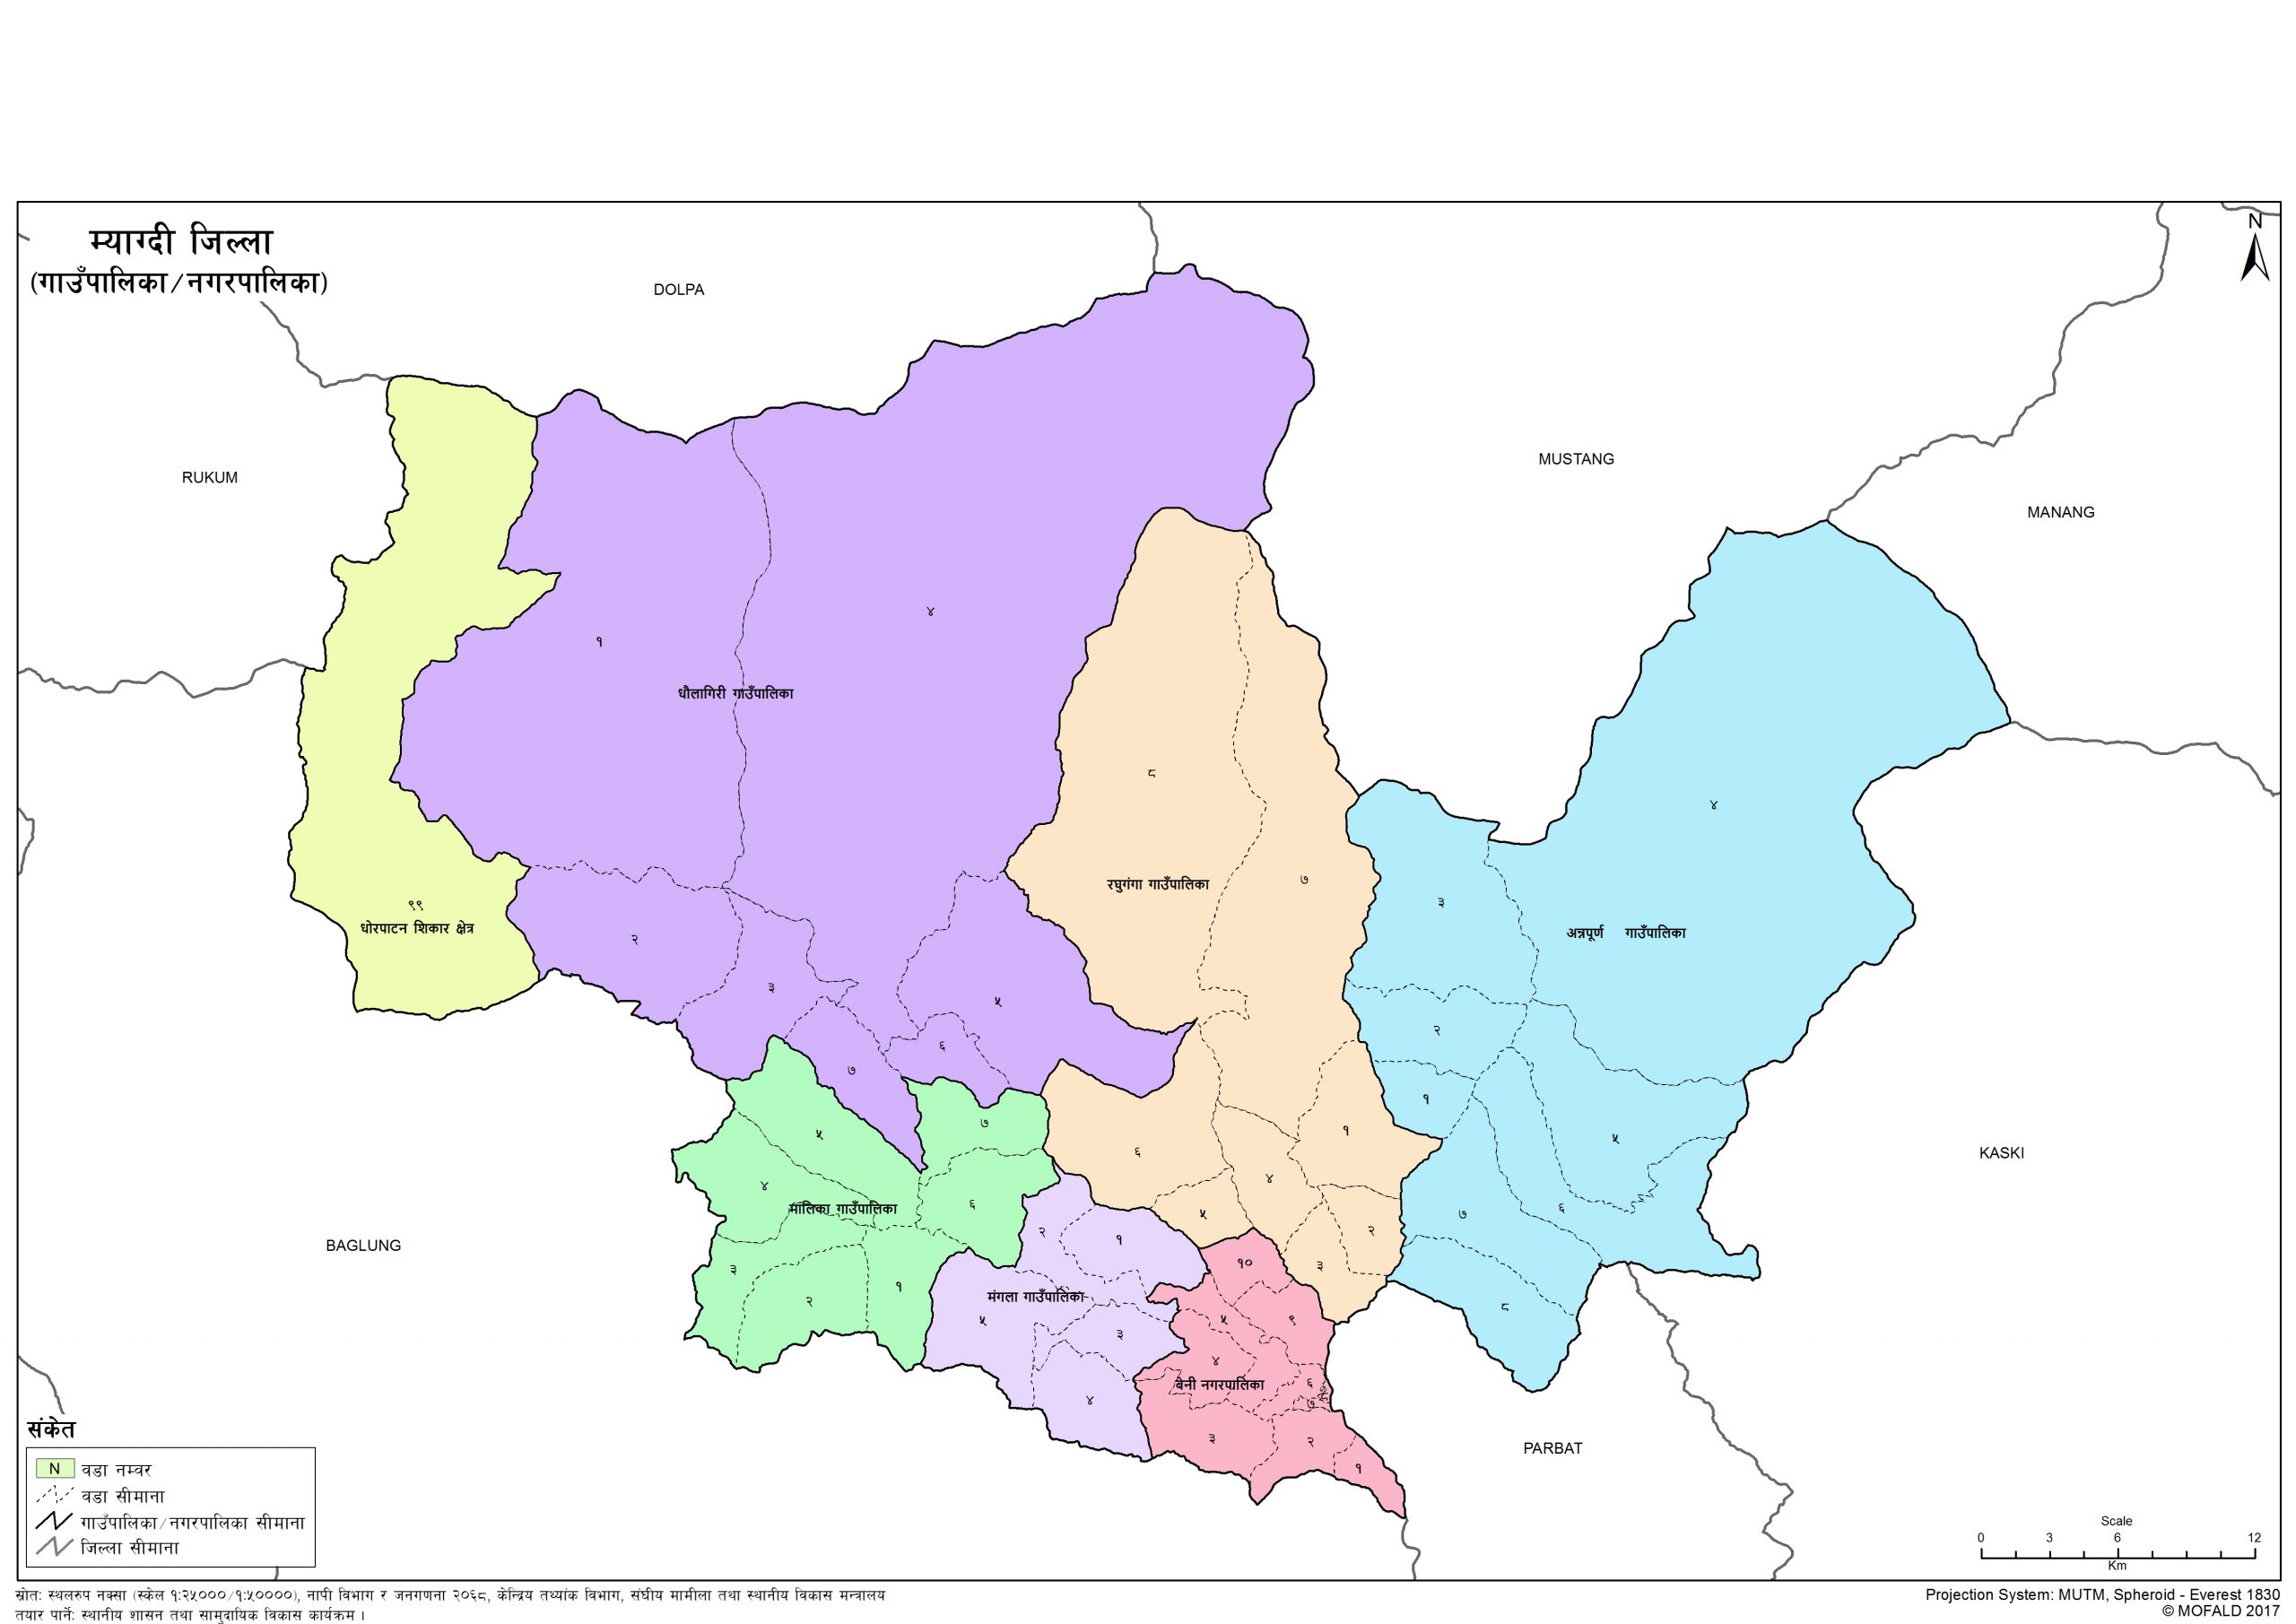 म्याग्दी जिल्ला
(गाउँपालिका/नगरपालिका)
N
DOLPA
RUKUM
MUSTANG
MANANG
४
१
धौलागिरी गाउँपालिका
८
४
रघुगंगा गाउँपालिका
७
३
९९
धोरपाटन शिकार क्षेत्र
अन्नपूर्ण गाउँपालिका
२
३
५
२
६
७
१
७
५
१
५
६
KASKI
४
४
मालिका गाउँपालिका
६
५
७
६
२
२
१
BAGLUNG
३
१०
३
१
२
मंगला गाउँपालिका
८
५
५
९
३
४
बेनी नगरपालिका
६
८
७
४
३
२
PARBAT
१
संकेत
N वडा नम्वर
वडा सीमाना
गाउँपालिका/नगरपालिका सीमाना
जिल्ला सीमाना
Scale
0 3 6 12
Km
स्रोतः स्थलरुप नक्सा (स्केल १:२५०००/१:५००००), नापी विभाग र जनगणना २०६८, केन्द्रिय तथ्यांक विभाग, संघीय मामीला तथा स्थानीय विकास मन्त्रालय
तयार पार्नेः स्थानीय शासन तथा सामुदायिक विकास कार्यक्रम ।
Projection System: MUTM, Spheroid - Everest 1830
© MOFALD 2017